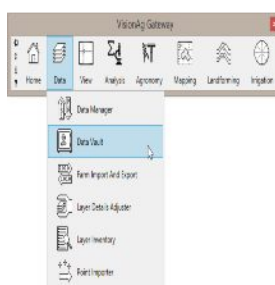 VisionAg Gateway
Home Data View Analysis Agronomy Mapping Landforming Irrigation
Data Manager
Data Vault
Farm Import And Export
Layer Details Adjuster
Layer Inventory
Point Importer